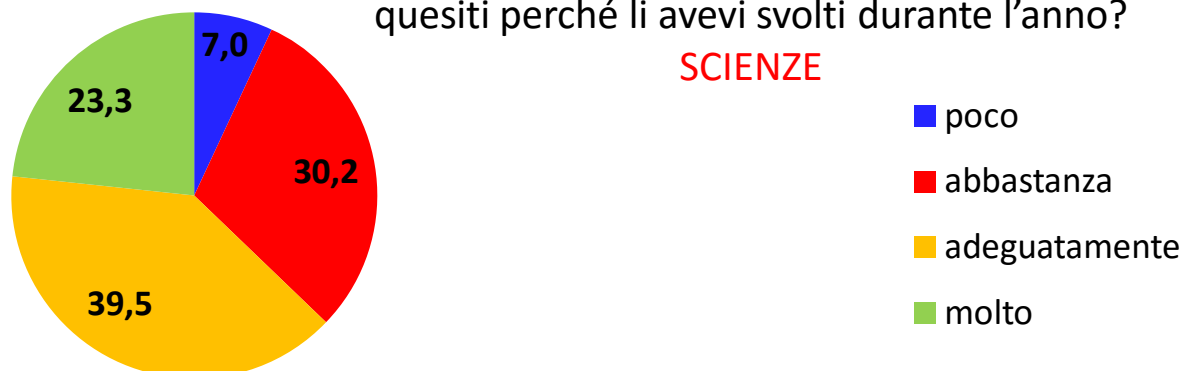 quesiti perché li avevi svolti durante l'anno?
SCIENZE
7,0
23,3
30,2
39,5
poco
abbastanza
adeguatamente
molto